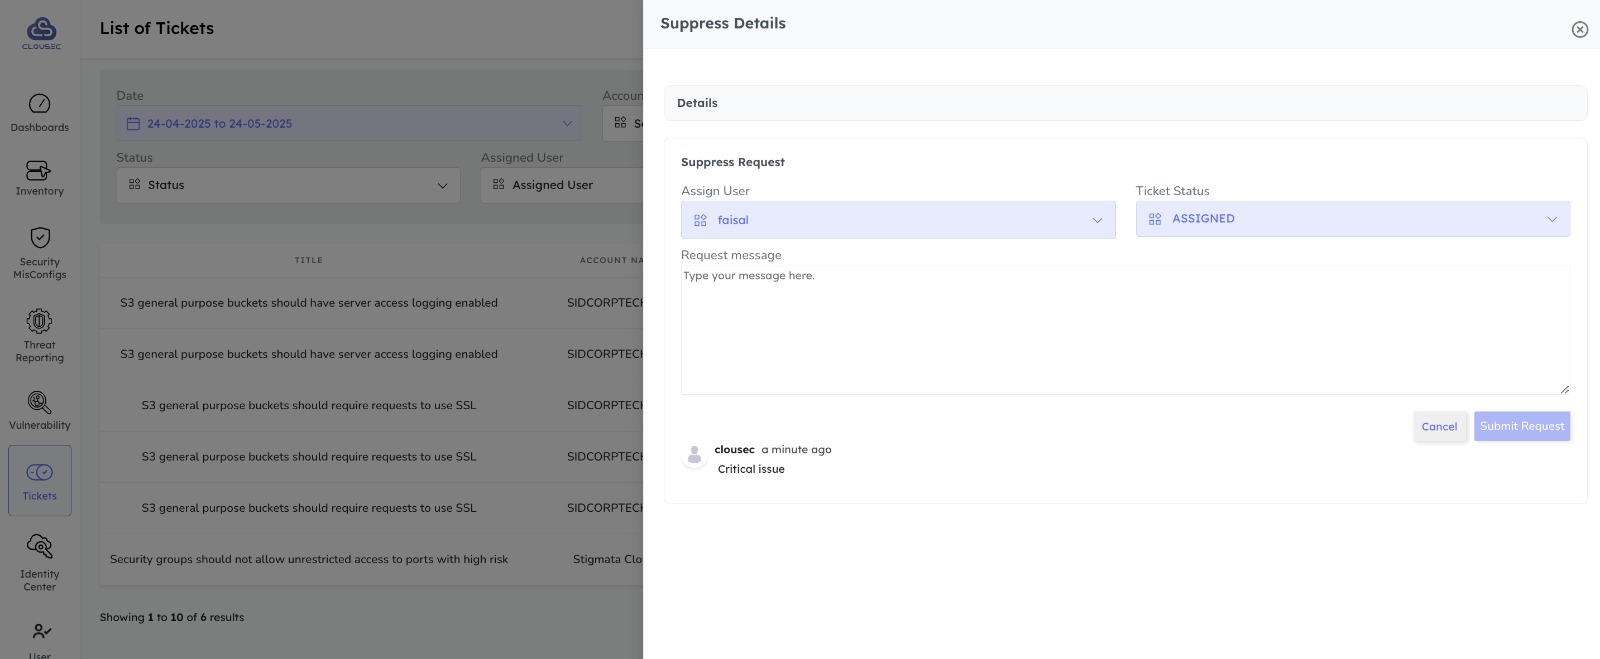 CLOUSEC
Dashboards
Inventory
Security
MisConfigs
Threat
Reporting
Vulnerability
Tickets
Identity
Center
User
List of Tickets
Date
24-04-2025 to 24-05-2025
Accoun
Se
Status
Assigned User
Status
Assigned User
TITLE
ACCOUNT NA
S3 general purpose buckets should have server access logging enabled
SIDCORPTECH
S3 general purpose buckets should have server access logging enabled
SIDCORPTECH
S3 general purpose buckets should require requests to use SSL
SIDCORPTECH
S3 general purpose buckets should require requests to use SSL
SIDCORPTECH
S3 general purpose buckets should require requests to use SSL
SIDCORPTECH
Security groups should not allow unrestricted access to ports with high risk
Stigmata Clo
Showing 1 to 10 of 6 results
Suppress Details
Details
Suppress Request
Assign User
Ticket Status
faisal
ASSIGNED
Request message
Type your message here.
Cancel
Submit Request
clousec a minute ago
Critical issue